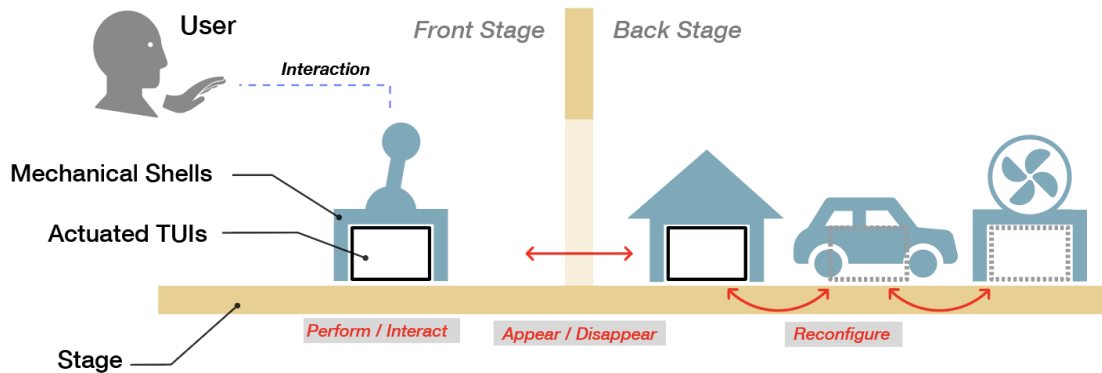 User
Front Stage
Back Stage
Interaction
Mechanical Shells
Actuated TUIs
Perform / Interact
Appear / Disappear
Reconfigure
Stage